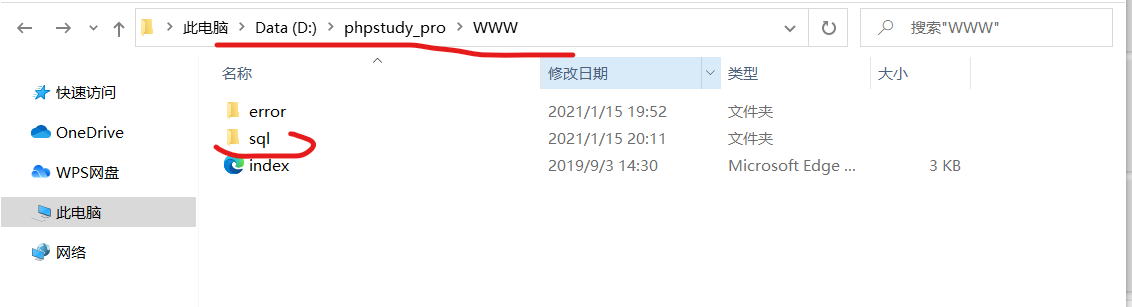 此电脑 > Data (D:) > phpstudy_pro > WWW
搜索"WWW"
名称 修改日期 类型 大小
快速访问
OneDrive
WPS网盘
此电脑
网络
error 2021/1/15 19:52 文件夹
sql 2021/1/15 20:11 文件夹
index 2019/9/3 14:30 Microsoft Edge ... 3 KB